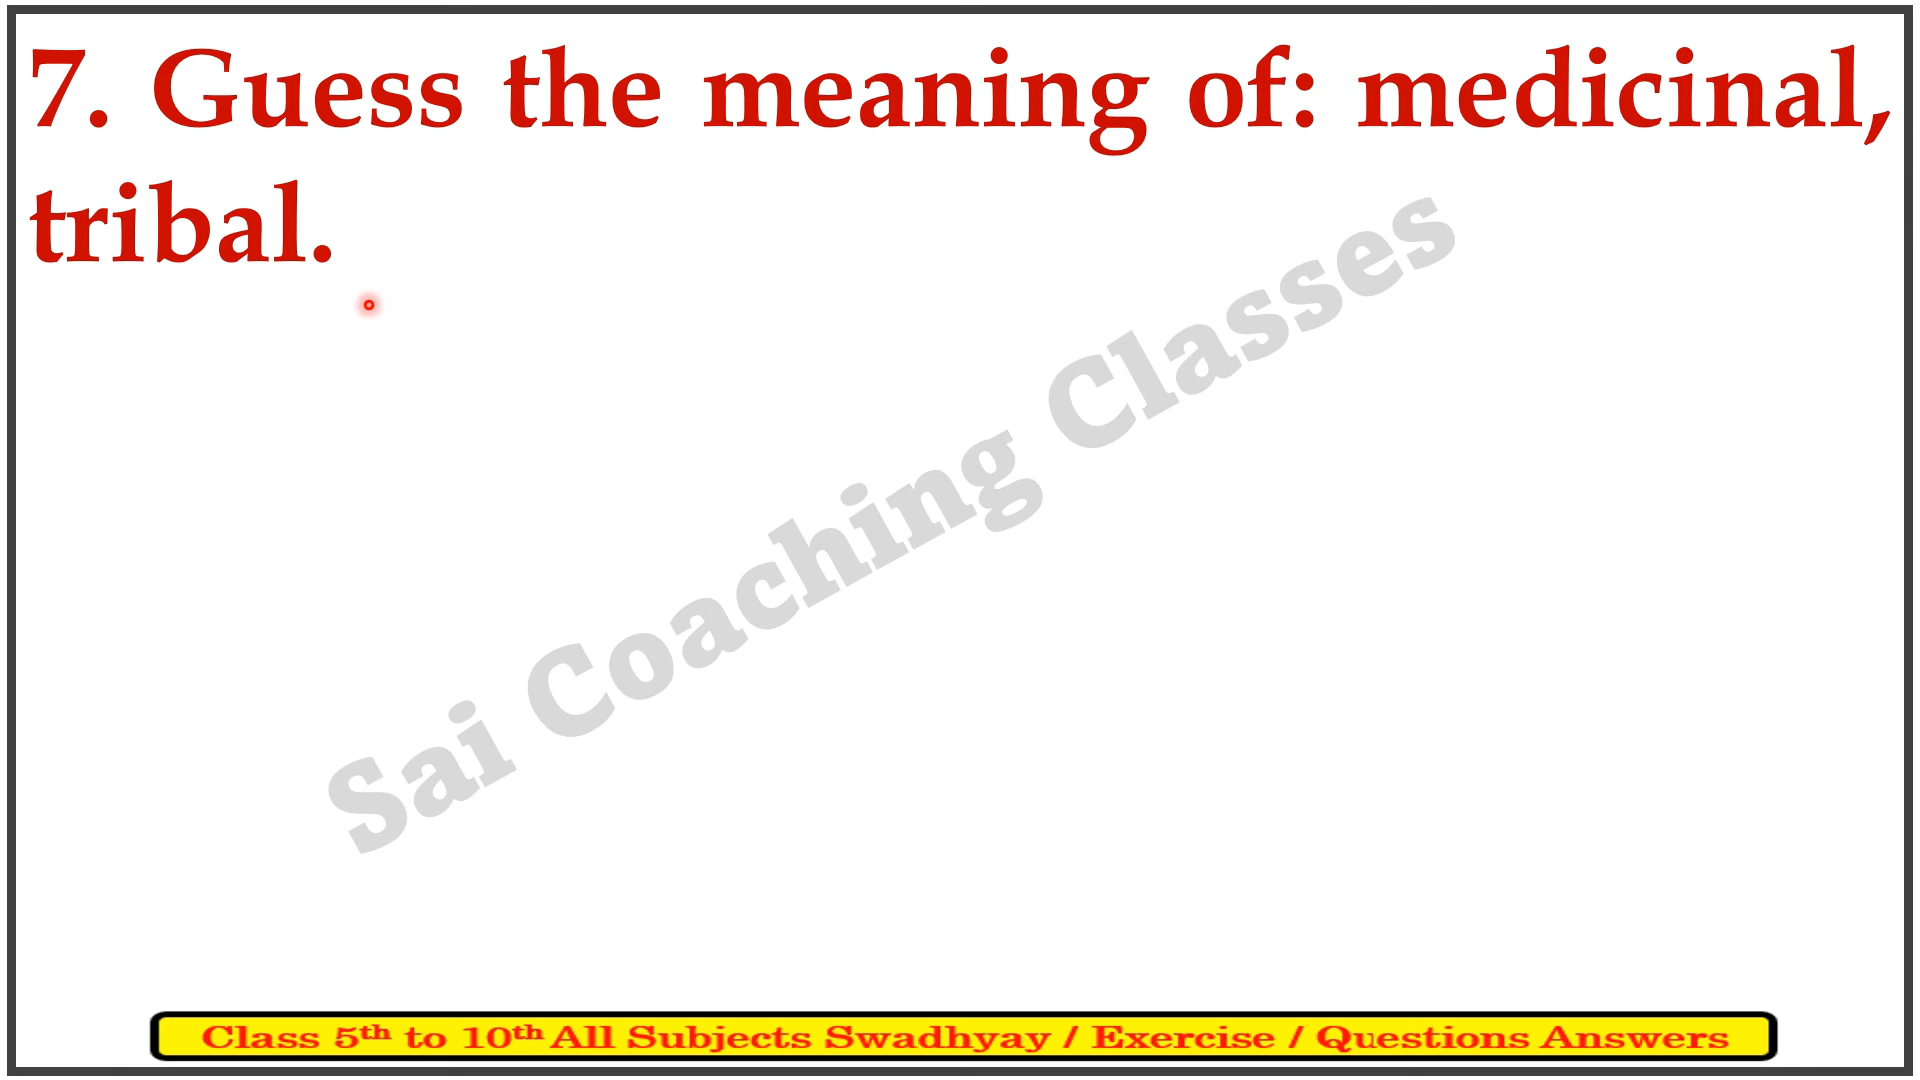 7. Guess the meaning of: medicinal,
tribal.
Sai Coaching Classes
Class 5th to 10th All Subjects Swadhyay / Exercise / Questions Answers